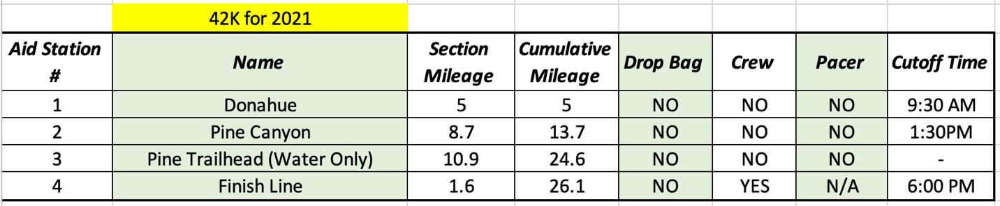 42K for 2021
Aid Station # Name Section Mileage Cumulative Mileage Drop Bag Crew Pacer Cutoff Time
1 Donahue 5 5 NO NO NO 9:30 AM
2 Pine Canyon 8.7 13.7 NO NO NO 1:30PM
3 Pine Trailhead (Water Only) 10.9 24.6 NO NO NO -
4 Finish Line 1.6 26.1 NO YES N/A 6:00 PM